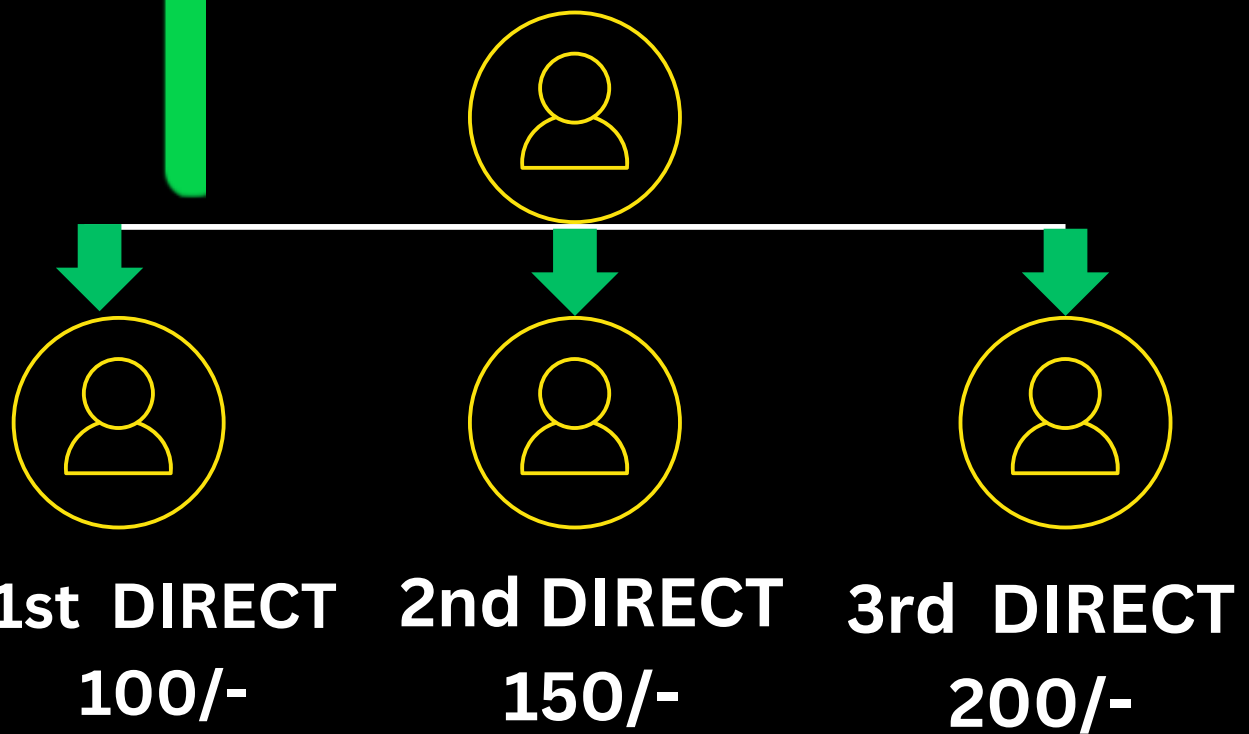 1st DIRECT
100/-
2nd DIRECT
150/-
3rd DIRECT
200/-